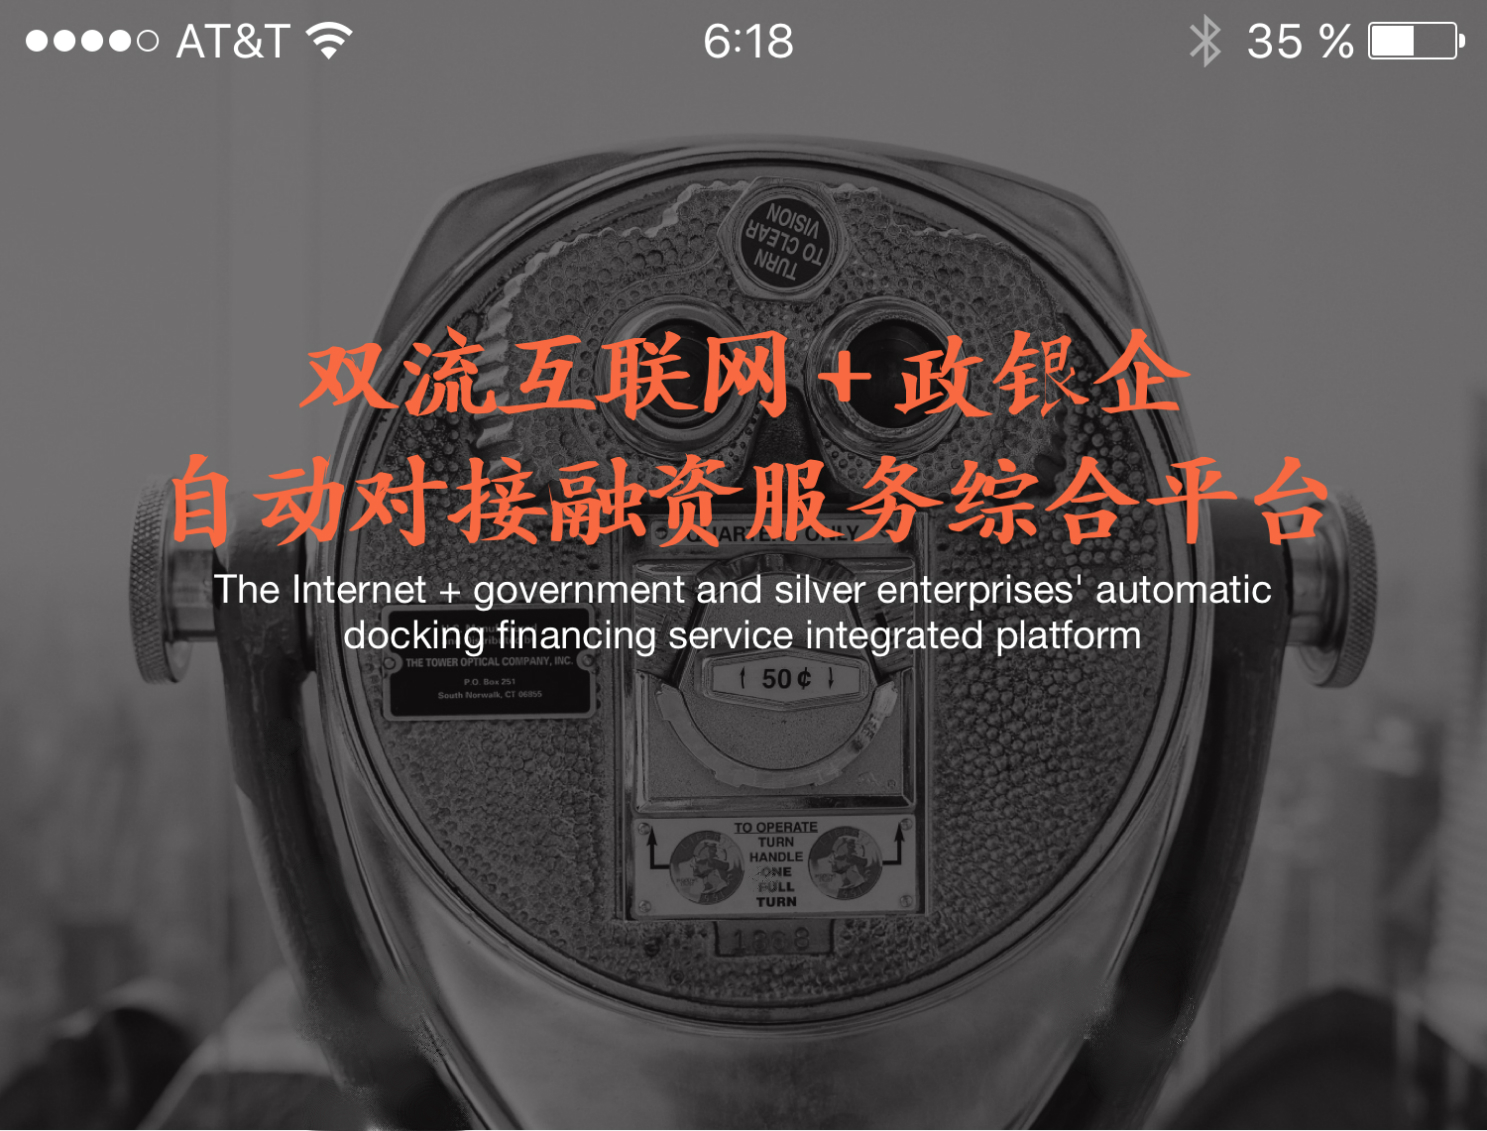 AT&T 6:18 35 %
TURN
TO CLEAR
VISION
双流互联网+政银企
自动对接融资服务综合平台
QUARTERS ONLY
The Internet + government and silver enterprises' automatic
docking financing service integrated platform
THE TOWER OPTICAL COMPANY, INC.
P.O. Box 251
South Norwalk, CT 06855
50¢
TO OPERATE
TURN
HANDLE
ONE
FULL
TURN